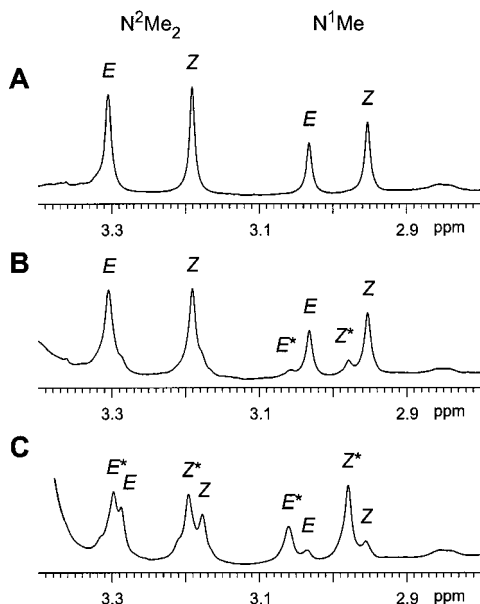 N²Me₂ N¹Me
A
E Z E Z
3.3 3.1 2.9 ppm
B
E Z E* E Z* Z
3.3 3.1 2.9 ppm
C
E* E Z* Z E* E Z* Z
3.3 3.1 2.9 ppm